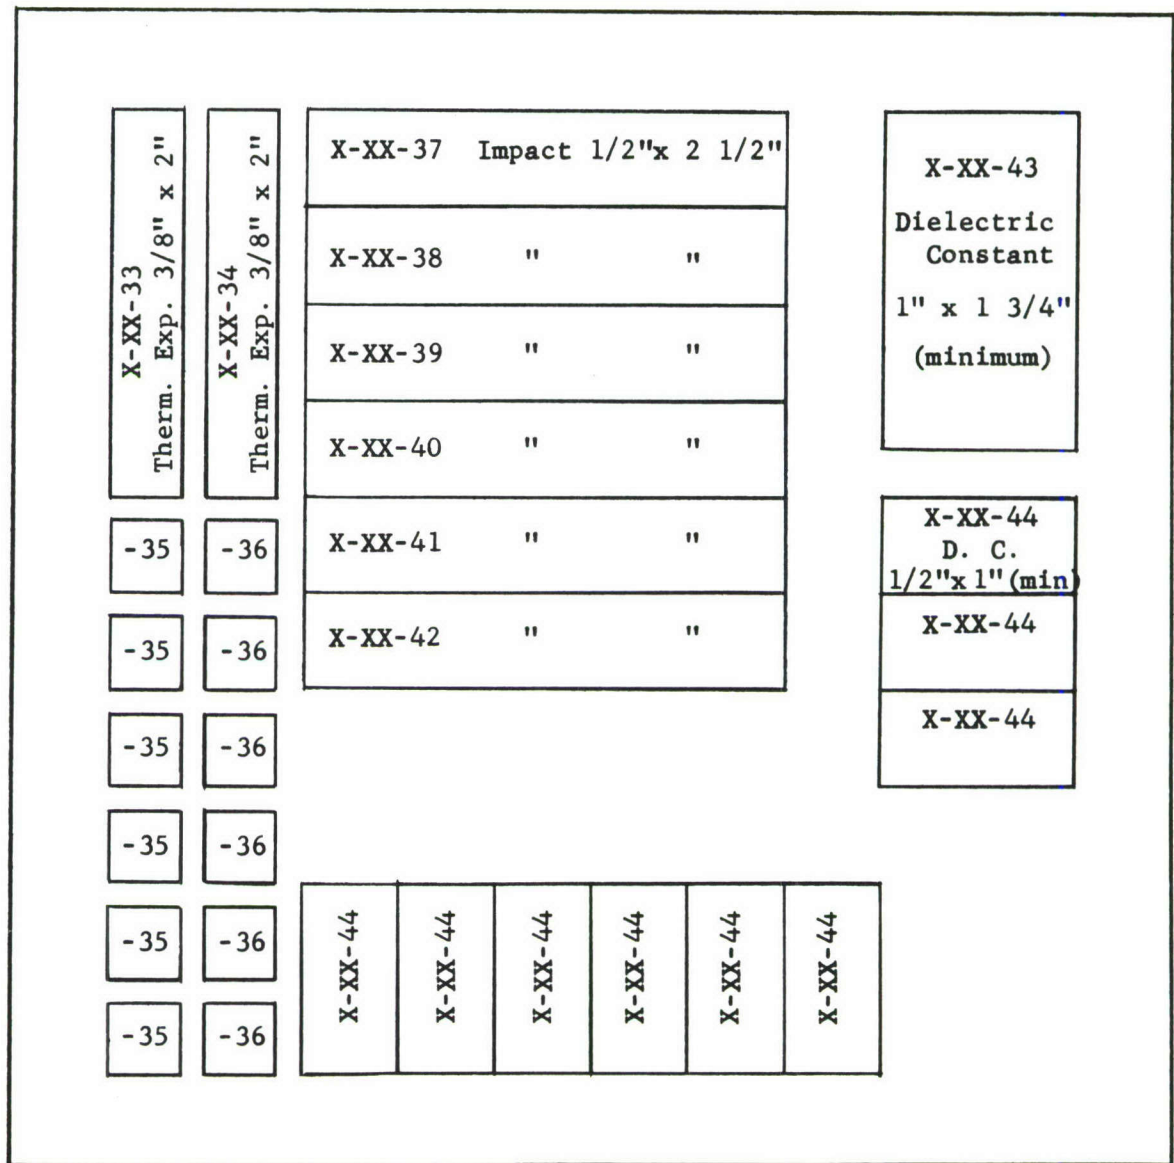 X-XX-33
Therm. Exp. 3/8" x 2"
X-XX-34
Therm. Exp. 3/8" x 2"
X-XX-37 Impact 1/2"x 2 1/2"
X-XX-38 " "
X-XX-39 " "
X-XX-40 " "
X-XX-41 " "
X-XX-42 " "
X-XX-43
Dielectric
Constant
1" x 1 3/4"
(minimum)
X-XX-44
D. C.
1/2"x 1"(min)
X-XX-44
X-XX-44
-35 -36
-35 -36
-35 -36
-35 -36
-35 -36
-35 -36
X-XX-44
X-XX-44
X-XX-44
X-XX-44
X-XX-44
X-XX-44